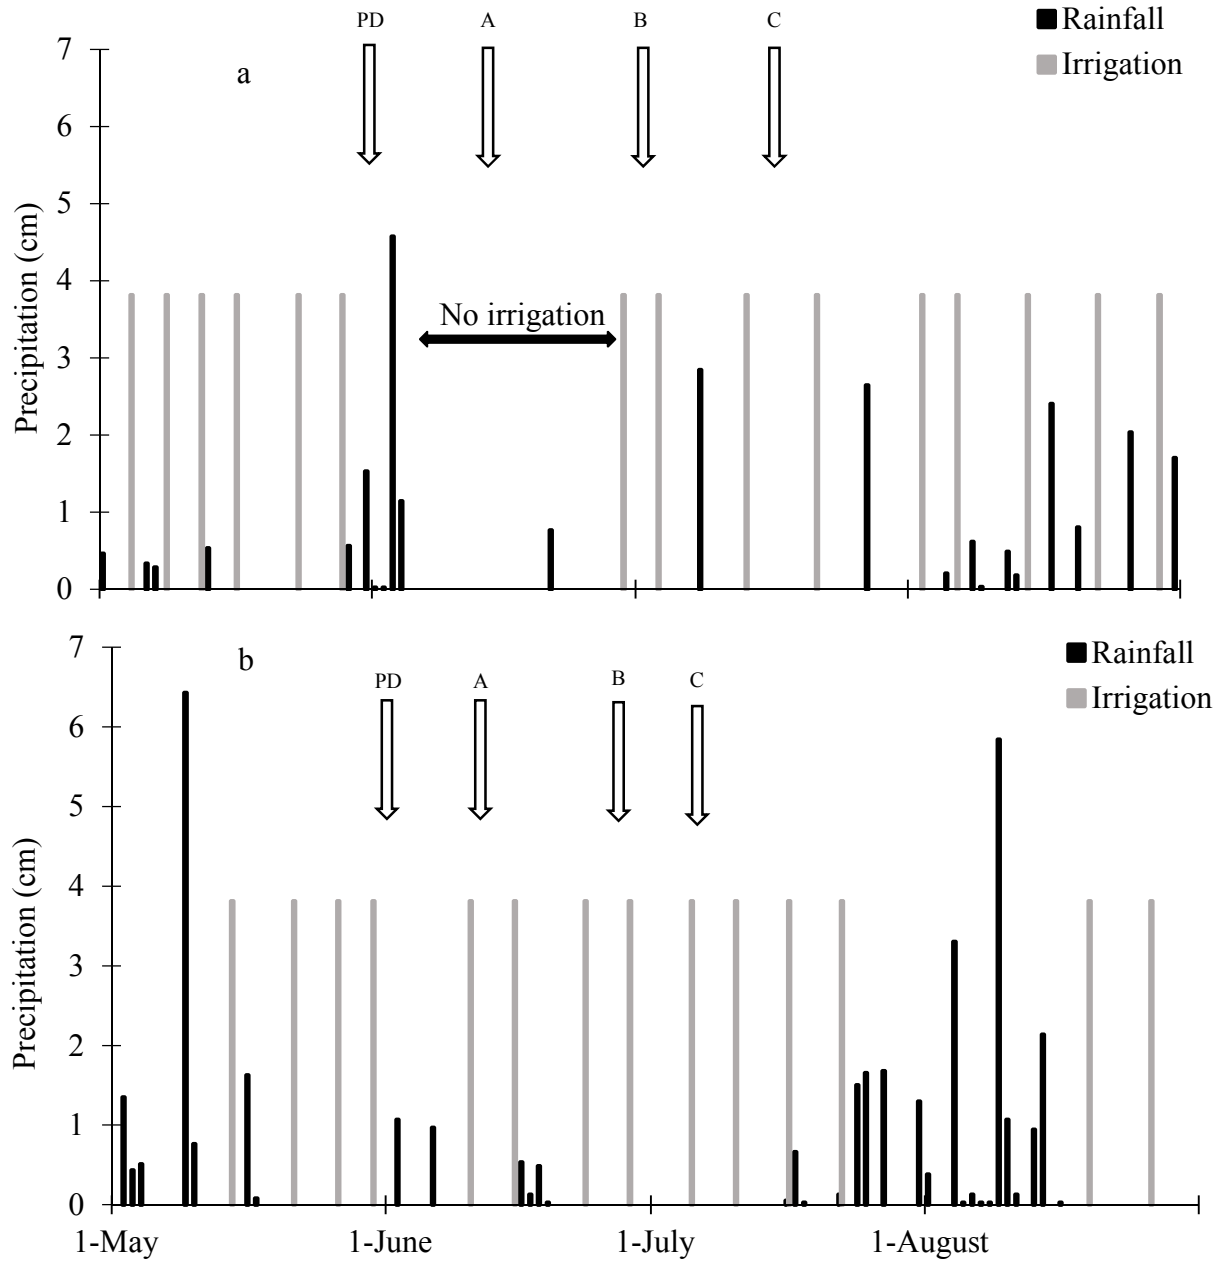 PD A B C
Rainfall
Irrigation
a
7
6
5
4
3
2
1
0
Precipitation (cm)
No irrigation
b
PD A B C
Rainfall
Irrigation
7
6
5
4
3
2
1
0
Precipitation (cm)
1-May 1-June 1-July 1-August